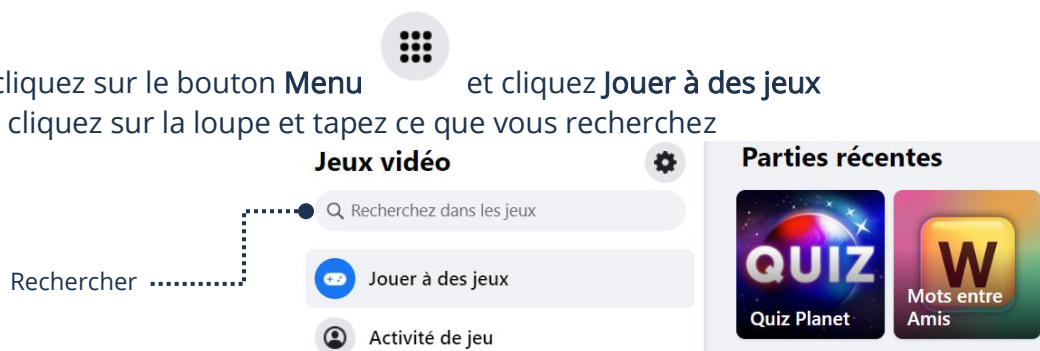 cliquez sur le bouton Menu et cliquez Jouer à des jeux
cliquez sur la loupe et tapez ce que vous recherchez
Jeux vidéo
Recherchez dans les jeux
Rechercher
Jouer à des jeux
Activité de jeu
Parties récentes
QUIZ
Quiz Planet
W
Mots entre
Amis